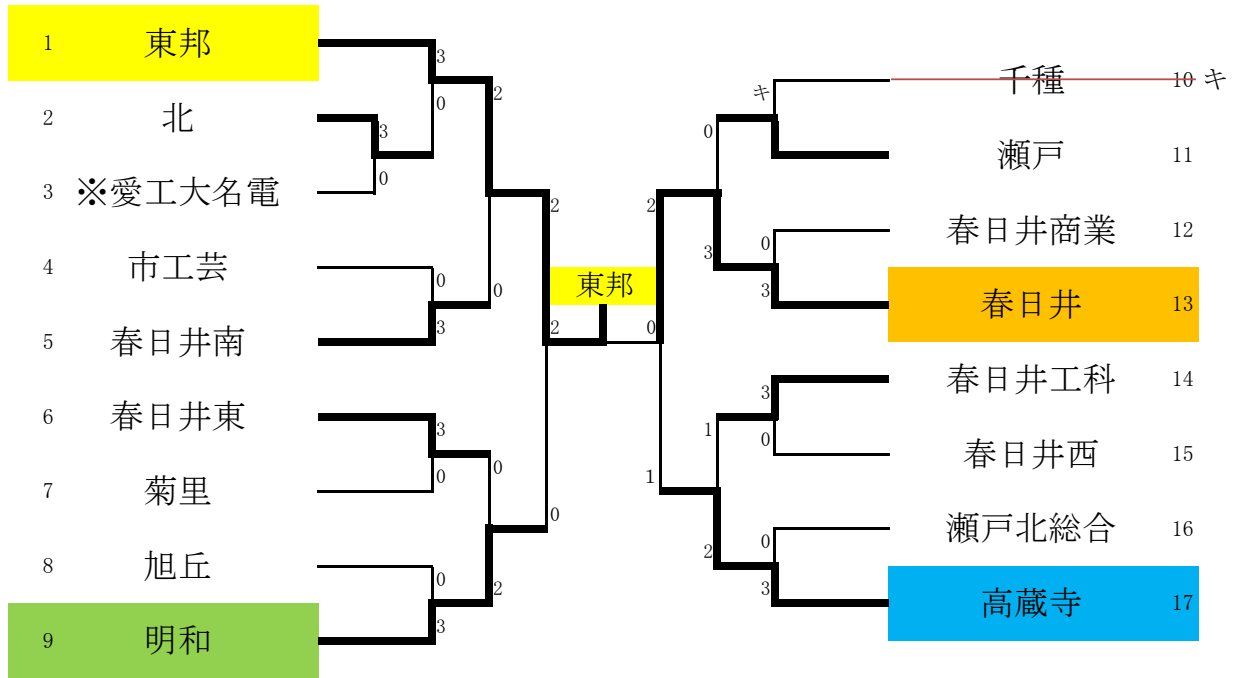 1 東邦
2 北
3 ※愛工大名電
4 市工芸
5 春日井南
6 春日井東
7 菊里
8 旭丘
9 明和
3
0
3
0
0
3
3
0
0
3
2
0
0
2
2
0
東邦
2
0
2
1
0
3
1
2
キ
0
3
3
0
0
3
千種 10 キ
瀬戸 11
春日井商業 12
春日井 13
春日井工科 14
春日井西 15
瀬戸北総合 16
高蔵寺 17